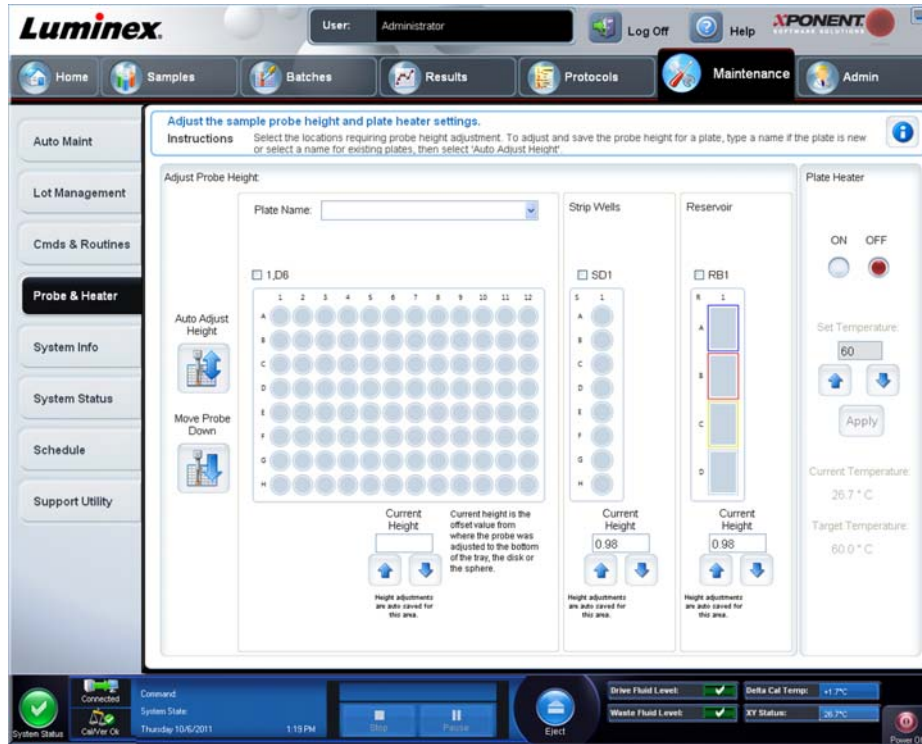 Luminex.
User: Administrator
Log Off
Help
XPONENT.
SOFTWARE SOLUTIONS
Home
Samples
Batches
Results
Protocols
Maintenance
Admin
Auto Maint
Lot Management
Cmds & Routines
Probe & Heater
System Info
System Status
Schedule
Support Utility
Adjust the sample probe height and plate heater settings.
Instructions Select the locations requiring probe height adjustment. To adjust and save the probe height for a plate, type a name if the plate is new
or select a name for existing plates, then select 'Auto Adjust Height'.
Adjust Probe Height
Plate Name:
1,D6
1 2 3 4 5 6 7 8 9 10 11 12
A
B
C
D
E
F
G
H
Auto Adjust
Height
Move Probe
Down
Current
Height
Current height is the
offset value from
where the probe was
adjusted to the bottom
of the tray, the disk or
the sphere.
Height adjustments
are auto saved for
this area.
Strip Wells
SD1
S 1
A
B
C
D
E
F
G
H
Current
Height
0.98
Height adjustments
are auto saved for
this area.
Reservoir
RB1
R 1
A
B
C
D
Current
Height
0.98
Height adjustments
are auto saved for
this area.
Plate Heater
ON OFF
Set Temperature:
60
Apply
Current Temperature:
26.7 ° C
Target Temperature:
60.0 ° C
System Status
Connected
Cal/Ver Ok
Command:
System State:
Thursday 10/6/2011 1:19 PM
Stop
Pause
Eject
Drive Fluid Level:
Waste Fluid Level:
Delta Cal Temp: +1.7°C
XY Status: 26.7°C